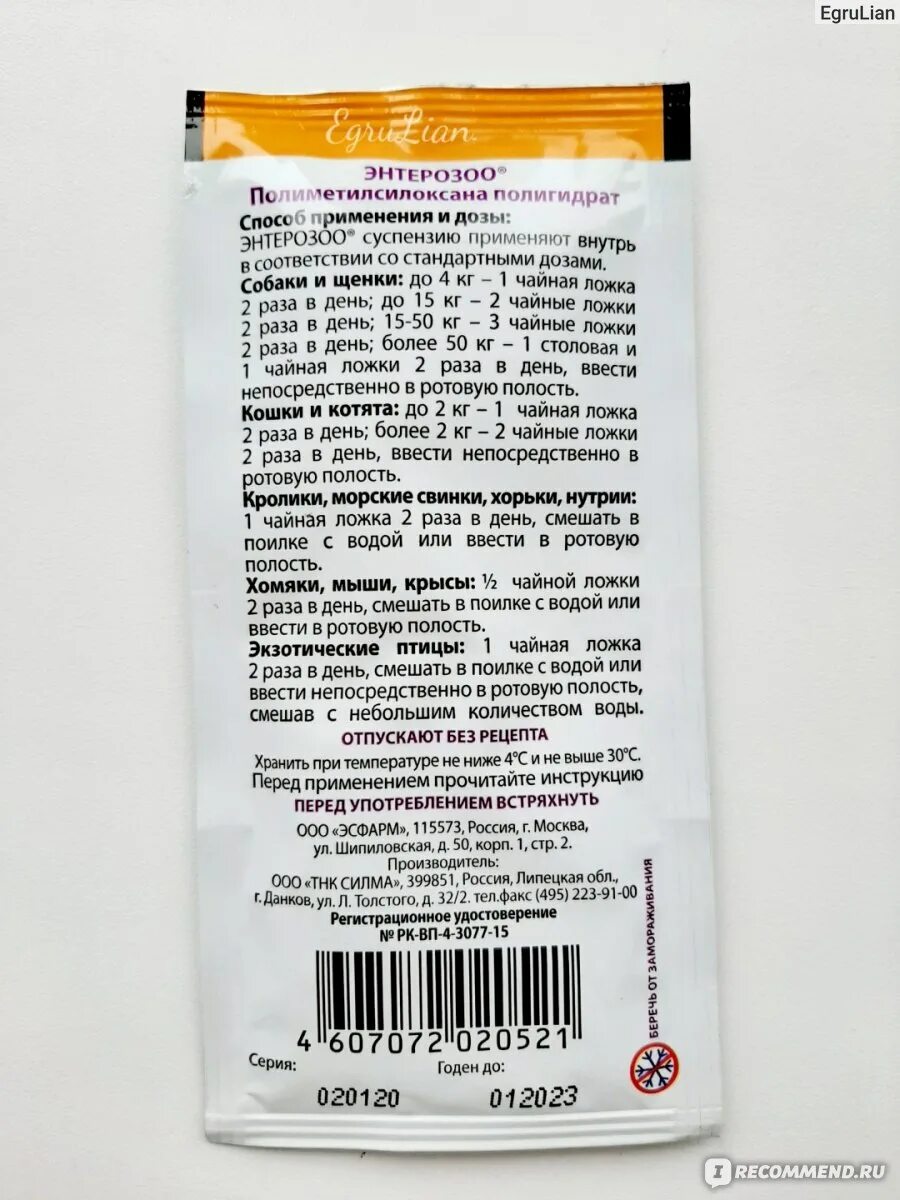 EgruLian
EgruLian
ЭНТЕРОЗОО®
Полиметилсилоксана полигидрат
Способ применения и дозы:
ЭНТЕРОЗОО® суспензию применяют внутрь
в соответствии со стандартными дозами.
Собаки и щенки: до 4 кг – 1 чайная ложка
2 раза в день; до 15 кг – 2 чайные ложки
2 раза в день; 15-50 кг – 3 чайные ложки
2 раза в день; более 50 кг – 1 столовая и
1 чайная ложки 2 раза в день, ввести
непосредственно в ротовую полость.
Кошки и котята: до 2 кг – 1 чайная ложка
2 раза в день; более 2 кг – 2 чайные ложки
2 раза в день, ввести непосредственно в
ротовую полость.
Кролики, морские свинки, хорьки, нутрии:
1 чайная ложка 2 раза в день, смешать в
поилке с водой или ввести в ротовую
полость.
Хомяки, мыши, крысы: ½ чайной ложки
2 раза в день, смешать в поилке с водой или
ввести в ротовую полость.
Экзотические птицы: 1 чайная ложка
2 раза в день, смешать в поилке с водой или
ввести непосредственно в ротовую полость,
смешав с небольшим количеством воды.
ОТПУСКАЮТ БЕЗ РЕЦЕПТА
Хранить при температуре не ниже 4°С и не выше 30°С.
Перед применением прочитайте инструкцию
ПЕРЕД УПОТРЕБЛЕНИЕМ ВСТРЯХНУТЬ
ООО «ЭСФАРМ», 115573, Россия, г. Москва,
ул. Шипиловская, д. 50, корп. 1, стр. 2.
Производитель:
ООО «ТНК СИЛМА», 399851, Россия, Липецкая обл.,
г. Данков, ул. Л. Толстого, д. 32/2. тел.факс (495) 223-91-00
Регистрационное удостоверение
№ РК-ВП-4-3077-15
БЕРЕЧЬ ОТ ЗАМОРАЖИВАНИЯ
4 607072 020521
Серия: Годен до:
020120 012023
I RECOMMEND.RU